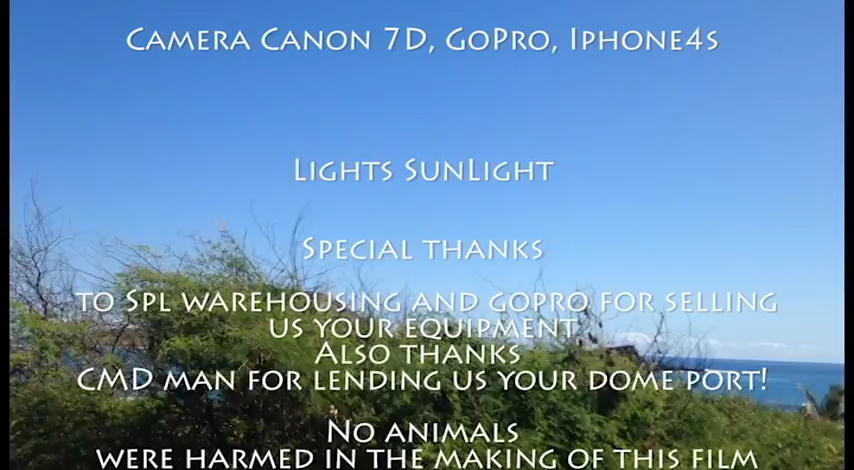 Camera Canon 7D, GoPro, Iphone4s
Lights SunLight
Special thanks
to Spl warehousing and gopro for selling
us your equipment
Also thanks
CMD man for lending us your dome port!
No animals
were harmed in the making of this film